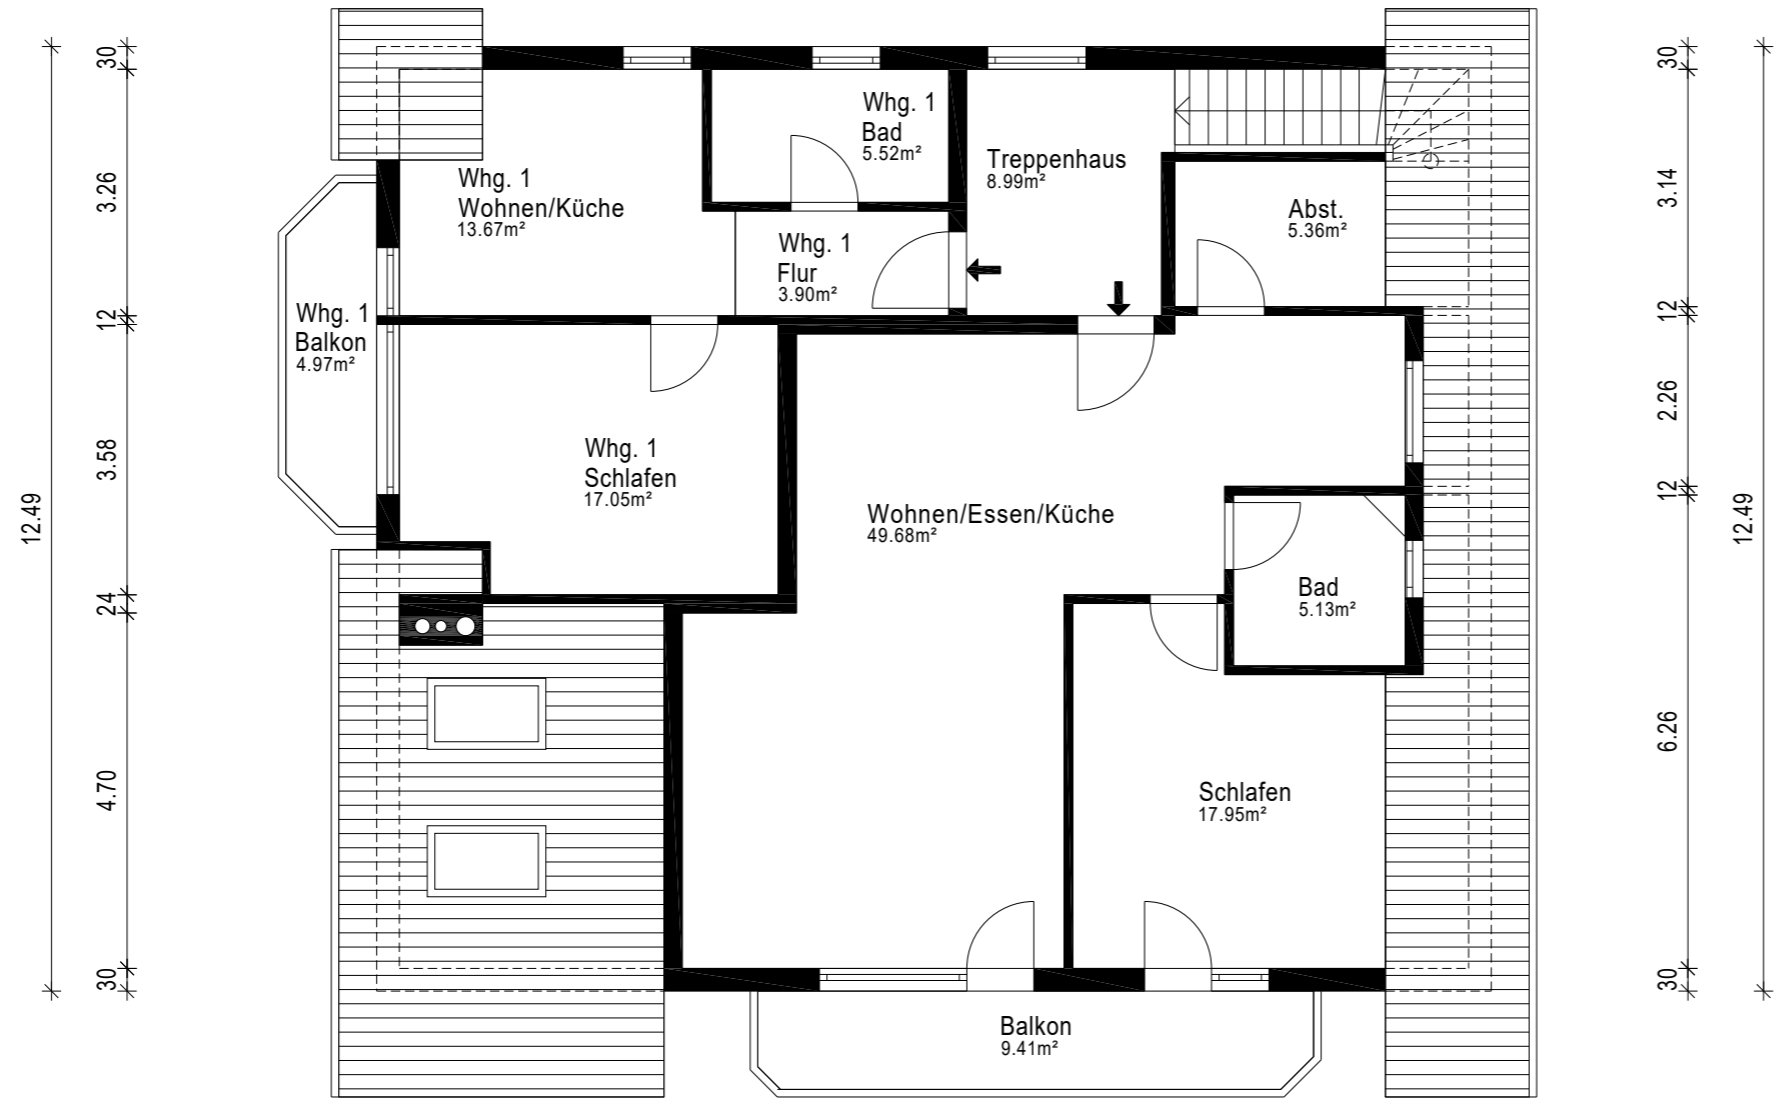 30
30
Whg. 1
Bad
5.52m²
Treppenhaus
8.99m²
Whg. 1
Wohnen/Küche
13.67m²
3.26
3.14
Abst.
5.36m²
Whg. 1
Flur
3.90m²
Whg. 1
Balkon
4.97m²
12
12
2.26
3.58
Whg. 1
Schlafen
17.05m²
12
12.49
12.49
Wohnen/Essen/Küche
49.68m²
24
Bad
5.13m²
6.26
4.70
Schlafen
17.95m²
30
30
Balkon
9.41m²